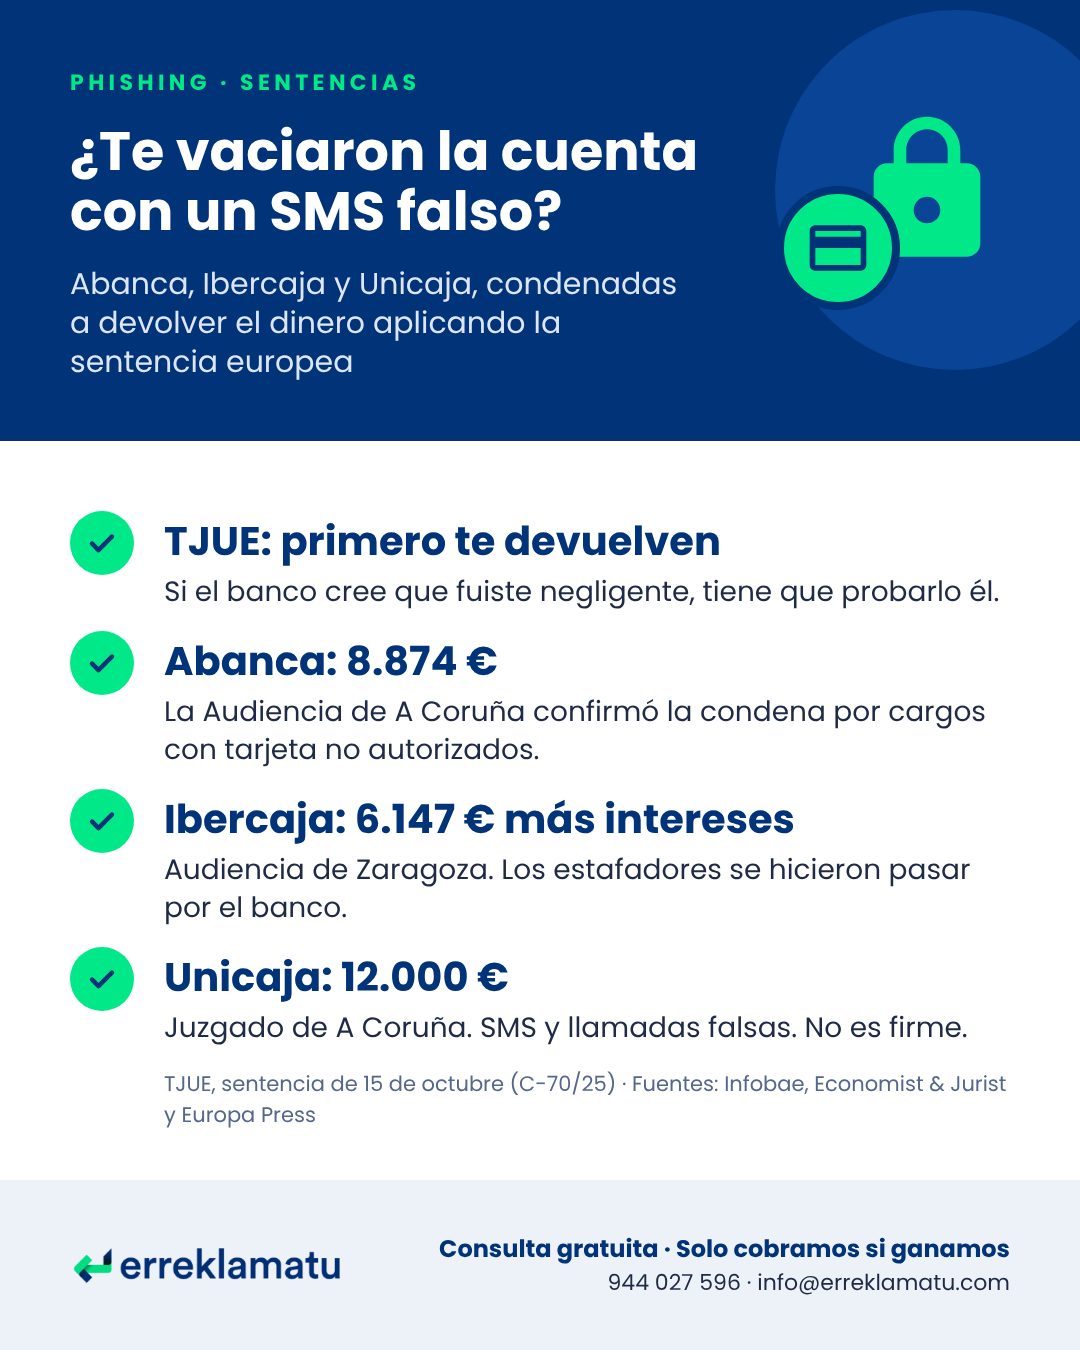 PHISHING · SENTENCIAS
¿Te vaciaron la cuenta
con un SMS falso?
Abanca, Ibercaja y Unicaja, condenadas
a devolver el dinero aplicando la
sentencia europea
TJUE: primero te devuelven
Si el banco cree que fuiste negligente, tiene que probarlo él.
Abanca: 8.874 €
La Audiencia de A Coruña confirmó la condena por cargos
con tarjeta no autorizados.
Ibercaja: 6.147 € más intereses
Audiencia de Zaragoza. Los estafadores se hicieron pasar
por el banco.
Unicaja: 12.000 €
Juzgado de A Coruña. SMS y llamadas falsas. No es firme.
TJUE, sentencia de 15 de octubre (C-70/25) · Fuentes: Infobae, Economist & Jurist
y Europa Press
erreklamatu
Consulta gratuita · Solo cobramos si ganamos
944 027 596 · info@erreklamatu.com